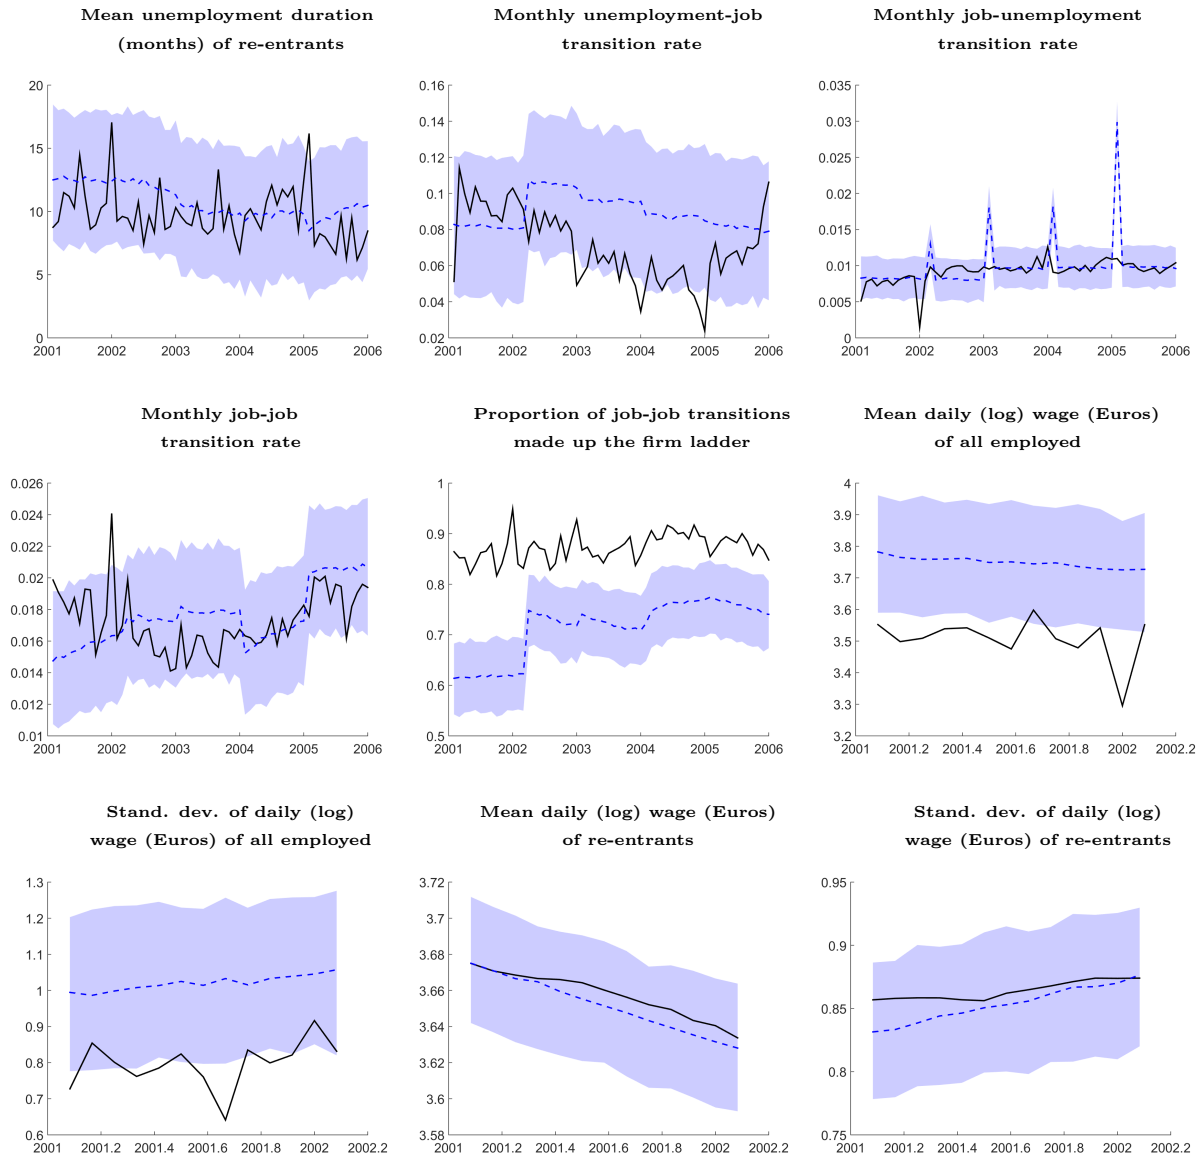 Mean unemployment duration
(months) of re-entrants
20
15
10
5
0
2001 2002 2003 2004 2005 2006
Monthly unemployment-job
transition rate
0.16
0.14
0.12
0.1
0.08
0.06
0.04
0.02
2001 2002 2003 2004 2005 2006
Monthly job-unemployment
transition rate
0.035
0.03
0.025
0.02
0.015
0.01
0.005
0
2001 2002 2003 2004 2005 2006
Monthly job-job
transition rate
0.026
0.024
0.022
0.02
0.018
0.016
0.014
0.012
0.01
2001 2002 2003 2004 2005 2006
Proportion of job-job transitions
made up the firm ladder
1
0.9
0.8
0.7
0.6
0.5
2001 2002 2003 2004 2005 2006
Mean daily (log) wage (Euros)
of all employed
4
3.9
3.8
3.7
3.6
3.5
3.4
3.3
3.2
2001 2001.2 2001.4 2001.6 2001.8 2002 2002.2
Stand. dev. of daily (log)
wage (Euros) of all employed
1.3
1.2
1.1
1
0.9
0.8
0.7
0.6
2001 2001.2 2001.4 2001.6 2001.8 2002 2002.2
Mean daily (log) wage (Euros)
of re-entrants
3.72
3.7
3.68
3.66
3.64
3.62
3.6
3.58
2001 2001.2 2001.4 2001.6 2001.8 2002 2002.2
Stand. dev. of daily (log)
wage (Euros) of re-entrants
0.95
0.9
0.85
0.8
0.75
2001 2001.2 2001.4 2001.6 2001.8 2002 2002.2